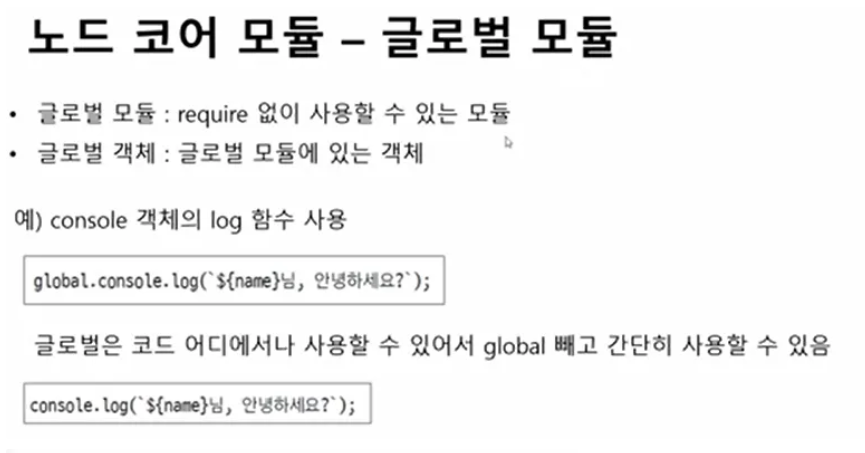 노드 코어 모듈 – 글로벌 모듈
• 글로벌 모듈 : require 없이 사용할 수 있는 모듈
• 글로벌 객체 : 글로벌 모듈에 있는 객체
예) console 객체의 log 함수 사용
global.console.log(`${name}님, 안녕하세요?`);
글로벌은 코드 어디에서나 사용할 수 있어서 global 빼고 간단히 사용할 수 있음
console.log(`${name}님, 안녕하세요?`);